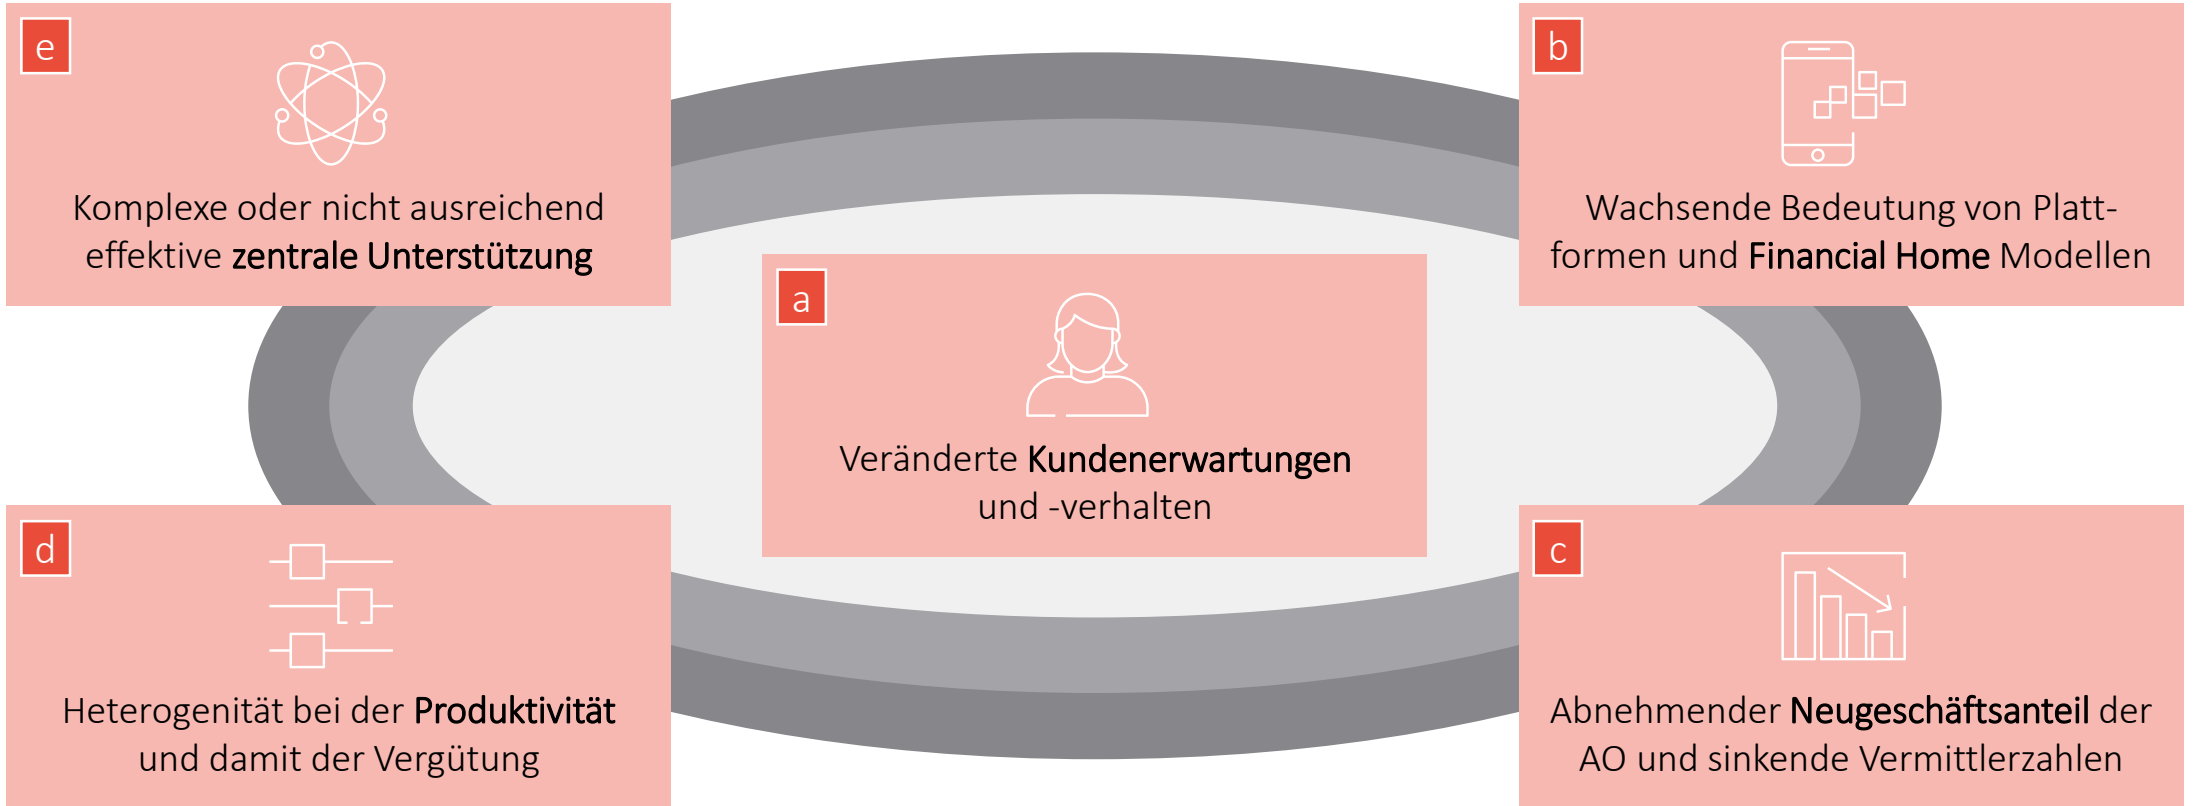 e
Komplexe oder nicht ausreichend
effektive zentrale Unterstützung
b
Wachsende Bedeutung von Platt-
formen und Financial Home Modellen
a
Veränderte Kundenerwartungen
und -verhalten
d
Heterogenität bei der Produktivität
und damit der Vergütung
c
Abnehmender Neugeschäftsanteil der
AO und sinkende Vermittlerzahlen